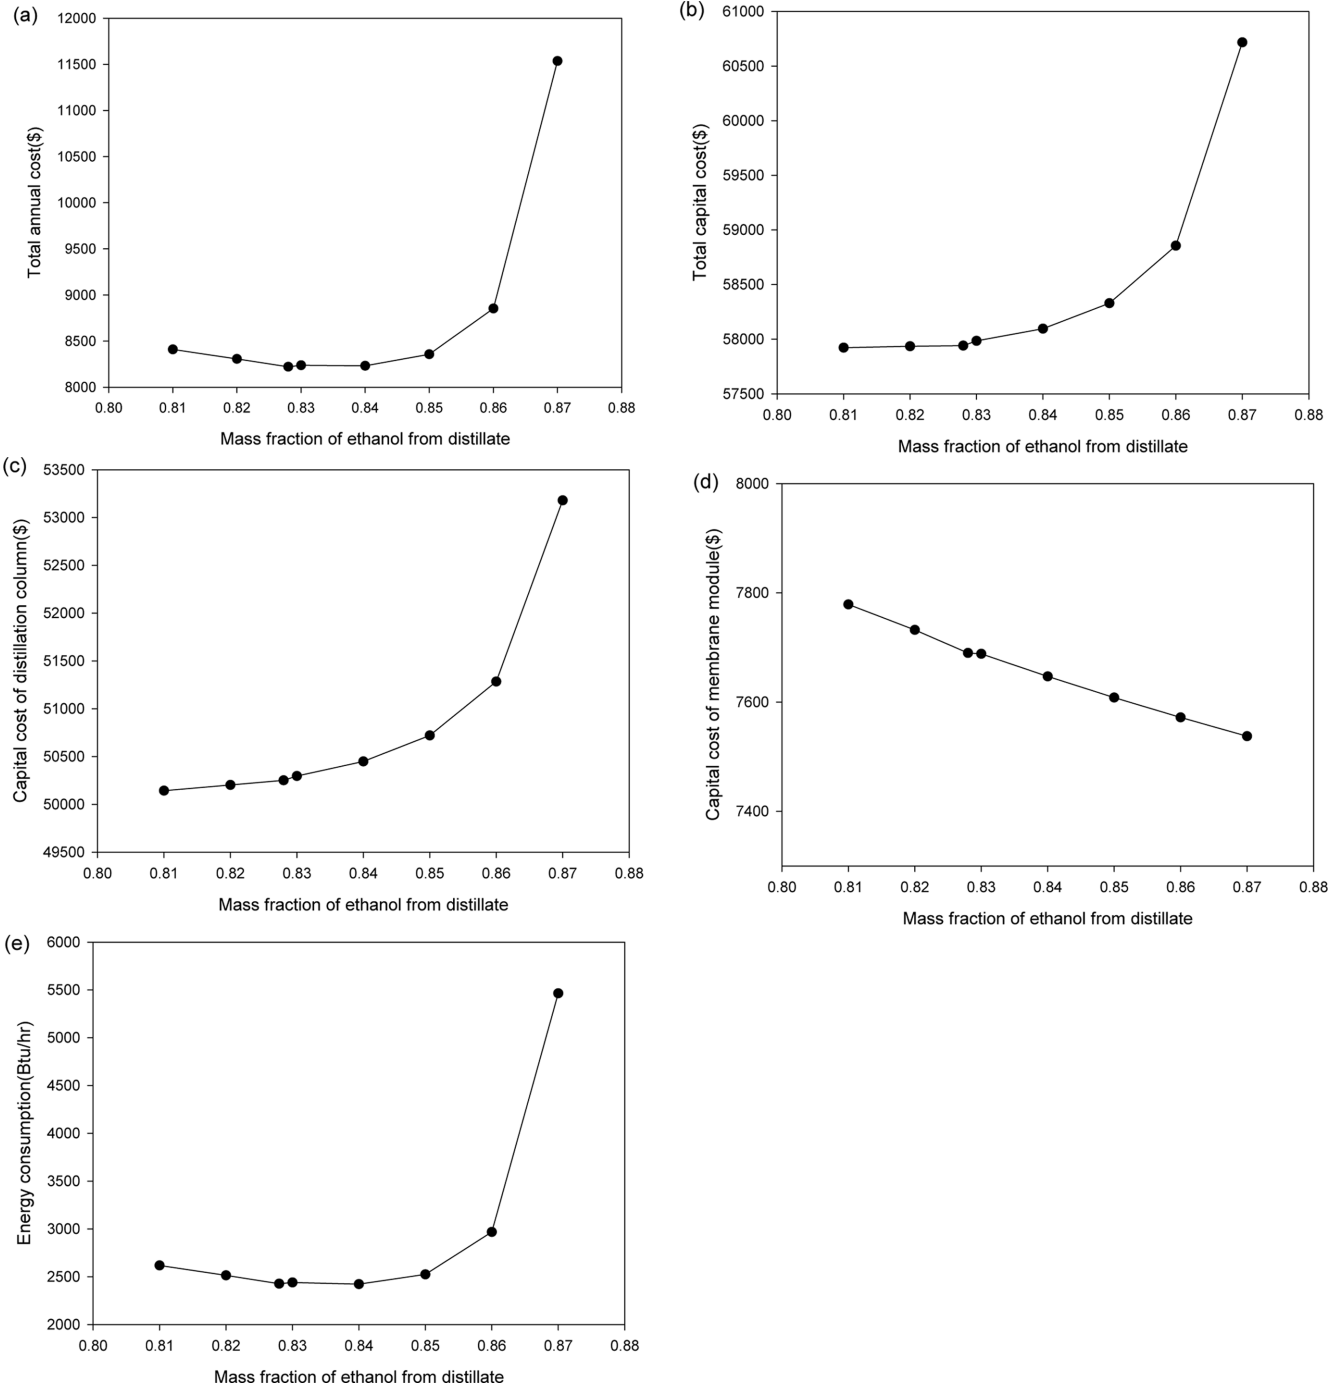 (a)
Total annual cost($)
12000
11500
11000
10500
10000
9500
9000
8500
8000
0.80 0.81 0.82 0.83 0.84 0.85 0.86 0.87 0.88
Mass fraction of ethanol from distillate
(b)
Total capital cost($)
61000
60500
60000
59500
59000
58500
58000
57500
0.80 0.81 0.82 0.83 0.84 0.85 0.86 0.87 0.88
Mass fraction of ethanol from distillate
(c)
Capital cost of distillation column($)
53500
53000
52500
52000
51500
51000
50500
50000
49500
0.80 0.81 0.82 0.83 0.84 0.85 0.86 0.87 0.88
Mass fraction of ethanol from distillate
(d)
Capital cost of membrane module($)
8000
7800
7600
7400
0.80 0.81 0.82 0.83 0.84 0.85 0.86 0.87 0.88
Mass fraction of ethanol from distillate
(e)
Energy consumption(Btu/hr)
6000
5500
5000
4500
4000
3500
3000
2500
2000
0.80 0.81 0.82 0.83 0.84 0.85 0.86 0.87 0.88
Mass fraction of ethanol from distillate